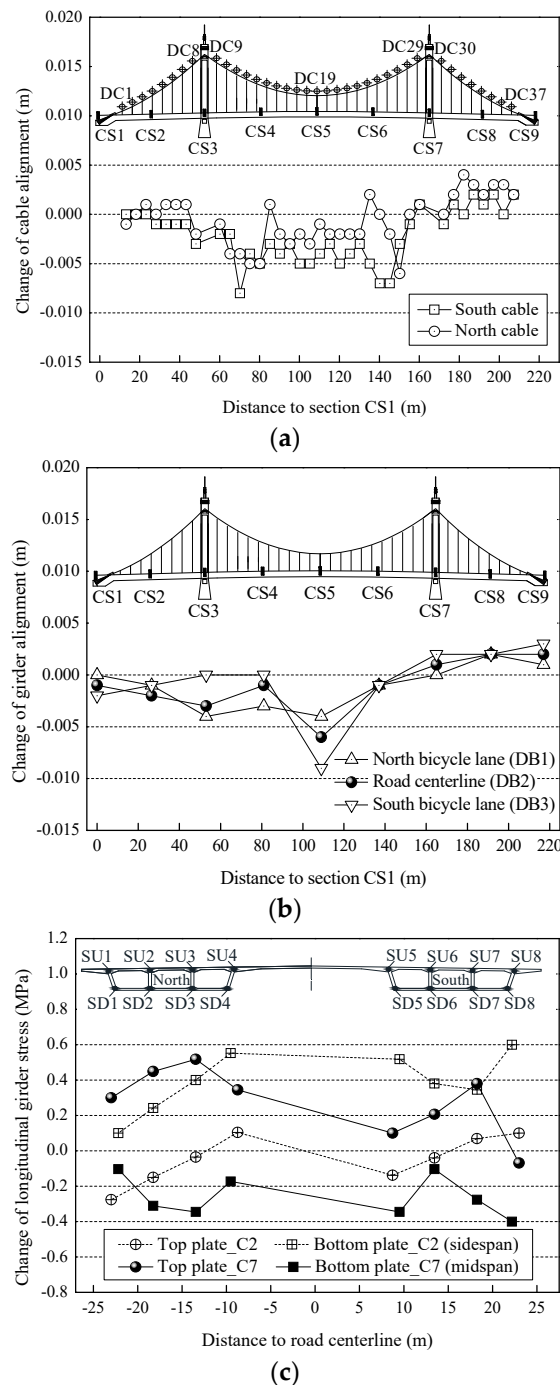 0.020
0.015
0.010
0.005
0.000
-0.005
-0.010
-0.015
Change of cable alignment (m)
DC1 DC8 DC9 DC19 DC29 DC30 DC37
CS1 CS2 CS3 CS4 CS5 CS6 CS7 CS8 CS9
South cable
North cable
0 20 40 60 80 100 120 140 160 180 200 220
Distance to section CS1 (m)
(a)
0.020
0.015
0.010
0.005
0.000
-0.005
-0.010
-0.015
Change of girder alignment (m)
CS1 CS2 CS3 CS4 CS5 CS6 CS7 CS8 CS9
North bicycle lane (DB1)
Road centerline (DB2)
South bicycle lane (DB3)
0 20 40 60 80 100 120 140 160 180 200 220
Distance to section CS1 (m)
(b)
1.2
1.0
0.8
0.6
0.4
0.2
0.0
-0.2
-0.4
-0.6
0.8
Change of longitudinal girder stress (MPa)
SU1 SU2 SU3 SU4 SU5 SU6 SU7 SU8
North South
SD1 SD2 SD3 SD4 SD5 SD6 SD7 SD8
Top plate_C2 Bottom plate_C2 (sidespan)
Top plate_C7 Bottom plate_C7 (midspan)
-25 -20 -15 -10 -5 0 5 10 15 20 25
Distance to road centerline (m)
(c)